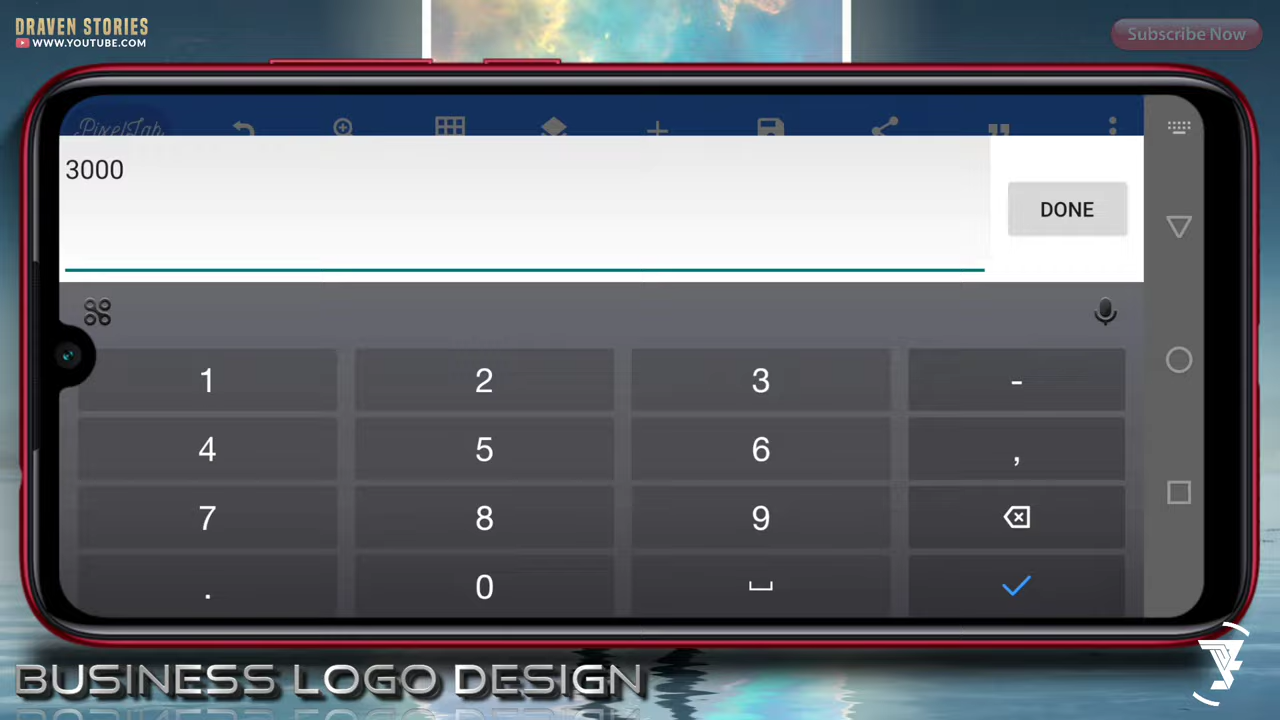 DRAVEN STORIES
WWW.YOUTUBE.COM
Subscribe Now
PixelLab
3000
DONE
1 2 3 -
4 5 6 ,
7 8 9
. 0
BUSINESS LOGO DESIGN